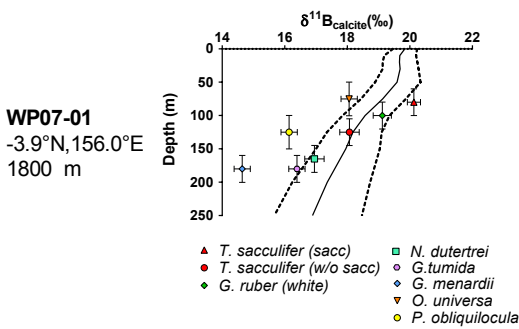 δ¹¹Bcalcite(‰)
14 16 18 20 22
0
50
100
150
200
250
Depth (m)
WP07-01
-3.9°N,156.0°E
1800 m
T. sacculifer (sacc)
T. sacculifer (w/o sacc)
G. ruber (white)
N. dutertrei
G.tumida
G. menardii
O. universa
P. obliquilocula